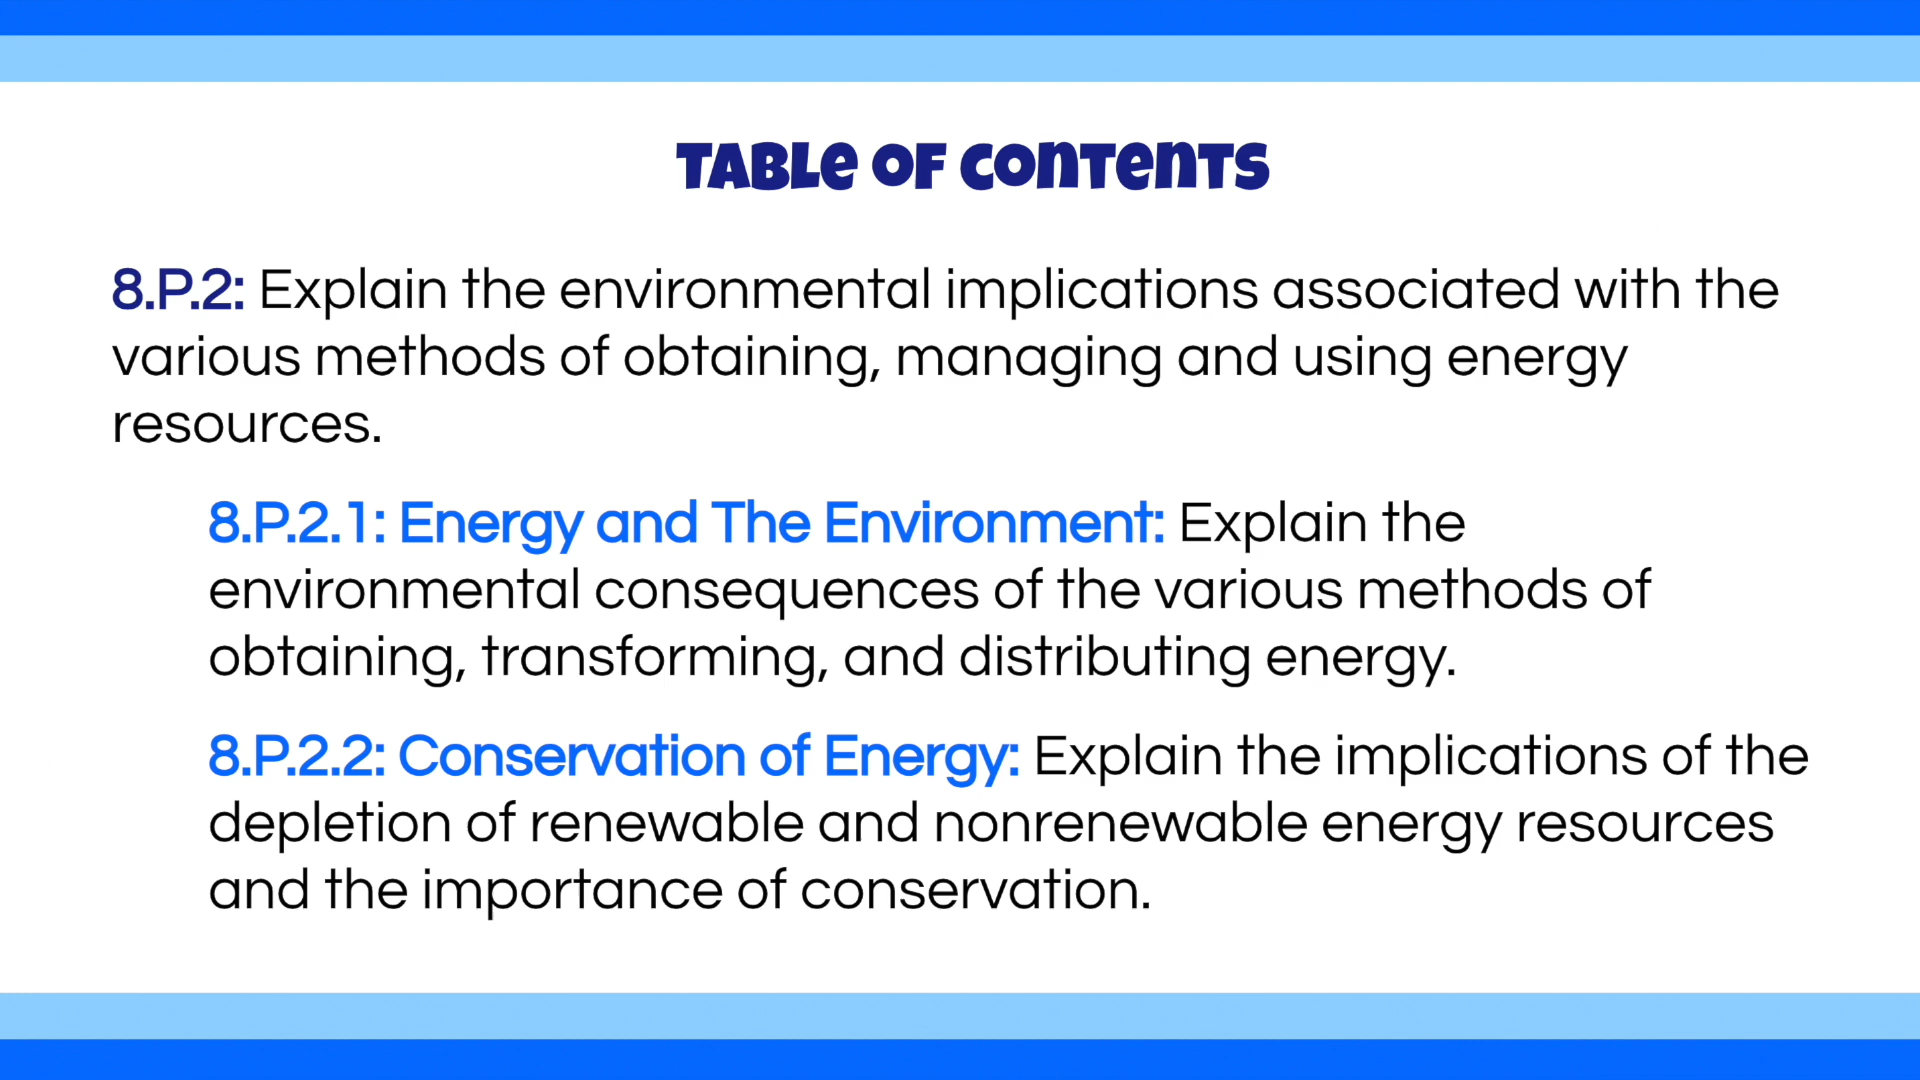 TABLE OF CONTENTS
8.P.2: Explain the environmental implications associated with the
various methods of obtaining, managing and using energy
resources.
8.P.2.1: Energy and The Environment: Explain the
environmental consequences of the various methods of
obtaining, transforming, and distributing energy.
8.P.2.2: Conservation of Energy: Explain the implications of the
depletion of renewable and nonrenewable energy resources
and the importance of conservation.